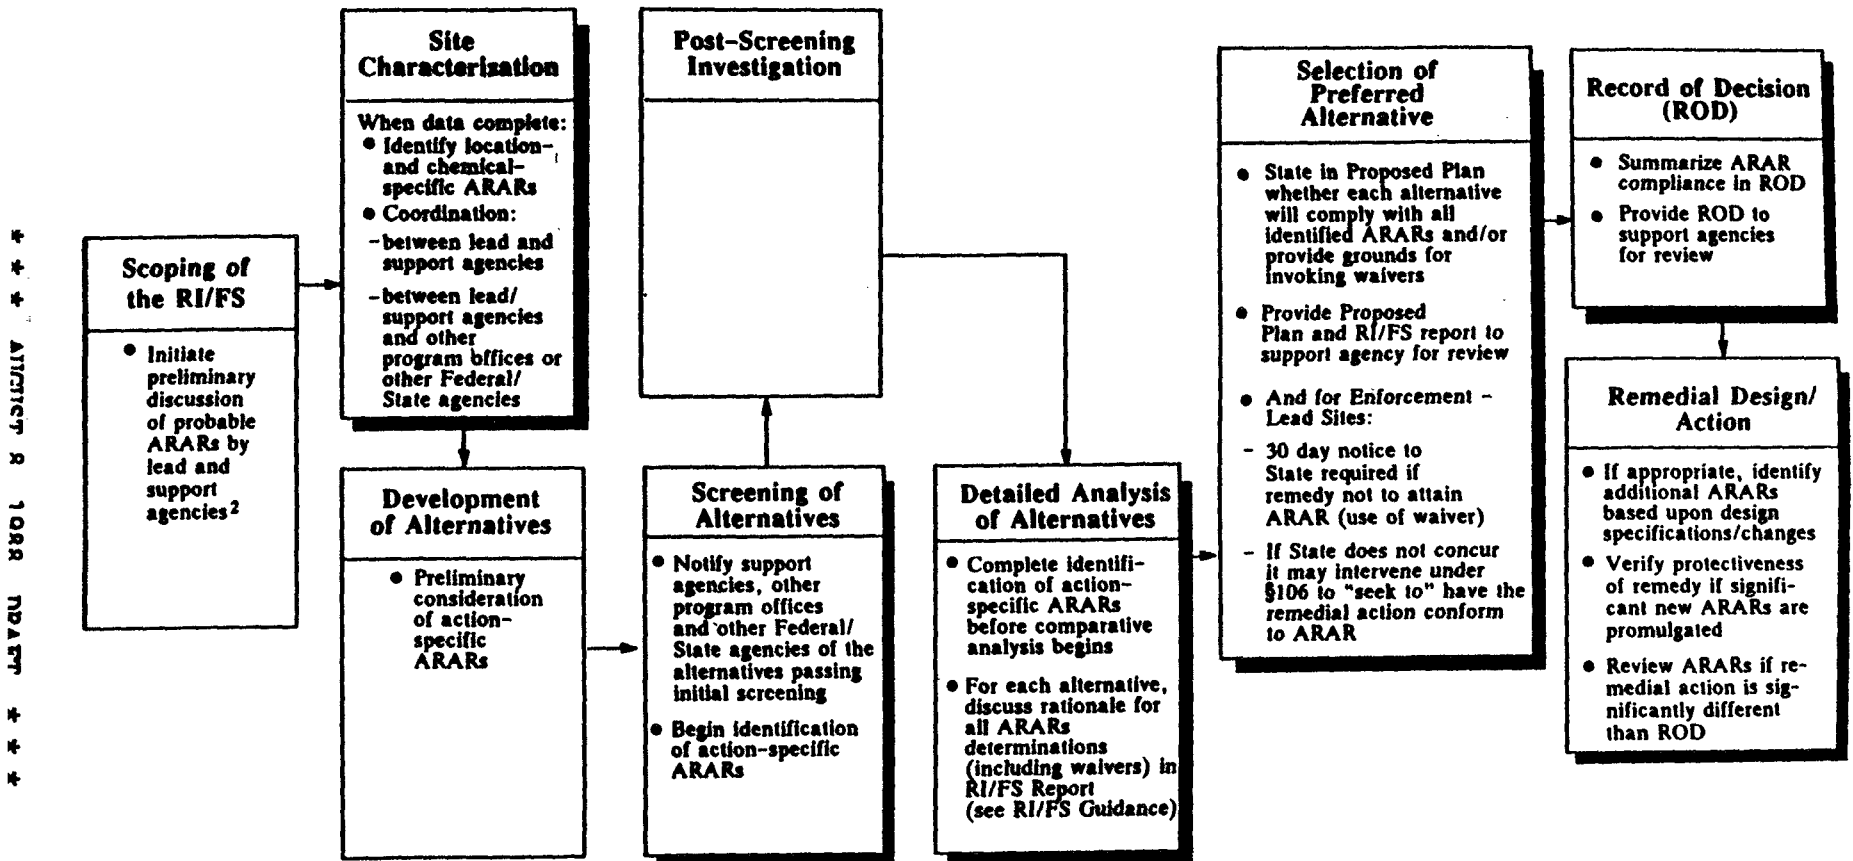 * * * AUGUST 8 1988 DRAFT * * *
Scoping of
the RI/FS
● Initiate
preliminary
discussion
of probable
ARARs by
lead and
support
agencies²
Site
Characterization
When data complete:
● Identify location-
and chemical-
specific ARARs
● Coordination:
-between lead and
support agencies
-between lead/
support agencies
and other
program offices or
other Federal/
State agencies
Development
of Alternatives
● Preliminary
consideration
of action-
specific
ARARs
Screening of
Alternatives
● Notify support
agencies, other
program offices
and other Federal/
State agencies of the
alternatives passing
initial screening
● Begin identification
of action-specific
ARARs
Post-Screening
Investigation
Detailed Analysis
of Alternatives
● Complete identifi-
cation of action-
specific ARARs
before comparative
analysis begins
● For each alternative,
discuss rationale for
all ARARs
determinations
(including waivers) in
RI/FS Report
(see RI/FS Guidance)
Selection of
Preferred
Alternative
● State in Proposed Plan
whether each alternative
will comply with all
identified ARARs and/or
provide grounds for
invoking waivers
● Provide Proposed
Plan and RI/FS report to
support agency for review
● And for Enforcement -
Lead Sites:
- 30 day notice to
State required if
remedy not to attain
ARAR (use of waiver)
- If State does not concur
it may intervene under
§106 to "seek to" have the
remedial action conform
to ARAR
Record of Decision
(ROD)
● Summarize ARAR
compliance in ROD
● Provide ROD to
support agencies
for review
Remedial Design/
Action
● If appropriate, identify
additional ARARs
based upon design
specifications/changes
● Verify protectiveness
of remedy if signifi-
cant new ARARs are
promulgated
● Review ARARs if re-
medial action is sig-
nificantly different
than ROD